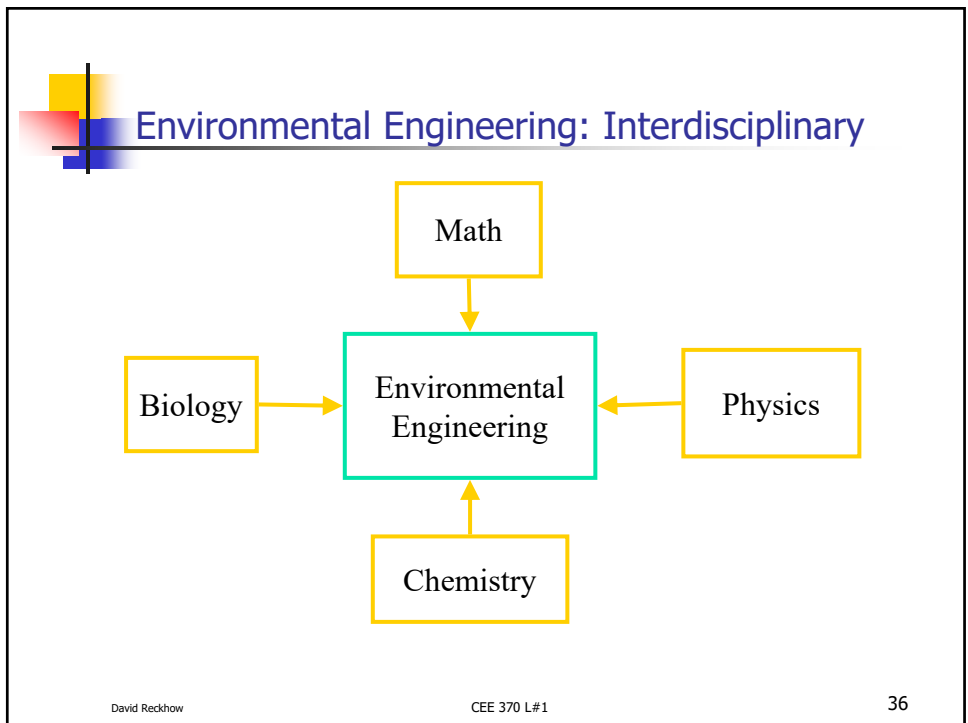 Environmental Engineering: Interdisciplinary
Math
Biology
Environmental
Engineering
Physics
Chemistry
David Reckhow
CEE 370 L#1
36